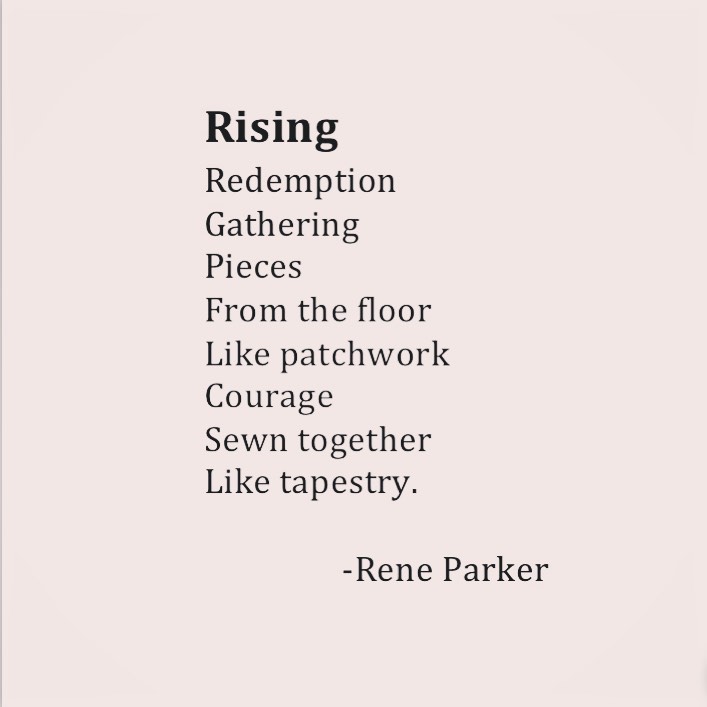 Rising
Redemption
Gathering
Pieces
From the floor
Like patchwork
Courage
Sewn together
Like tapestry.
-Rene Parker